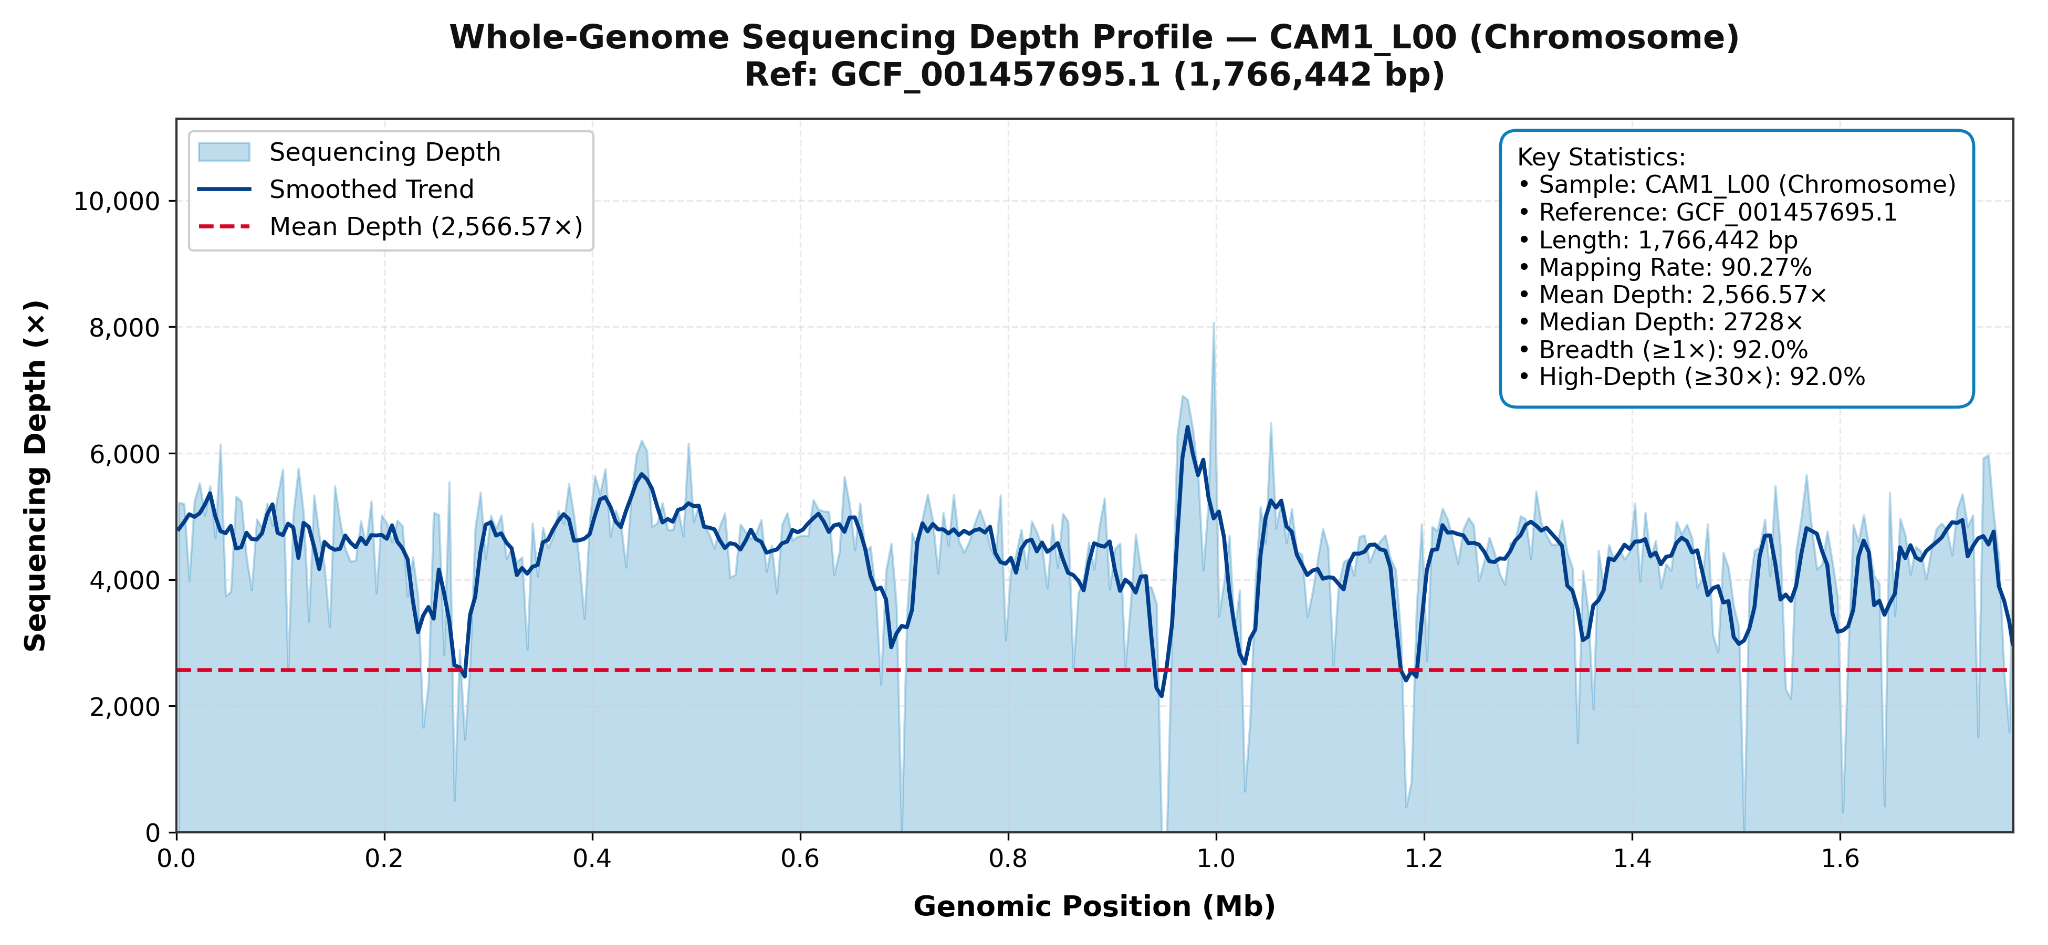 Whole-Genome Sequencing Depth Profile — CAM1_L00 (Chromosome)
Ref: GCF_001457695.1 (1,766,442 bp)
Sequencing Depth
Smoothed Trend
Mean Depth (2,566.57×)
Key Statistics:
• Sample: CAM1_L00 (Chromosome)
• Reference: GCF_001457695.1
• Length: 1,766,442 bp
• Mapping Rate: 90.27%
• Mean Depth: 2,566.57×
• Median Depth: 2728×
• Breadth (≥1×): 92.0%
• High-Depth (≥30×): 92.0%
Sequencing Depth (×)
10,000
8,000
6,000
4,000
2,000
0
0.0 0.2 0.4 0.6 0.8 1.0 1.2 1.4 1.6
Genomic Position (Mb)